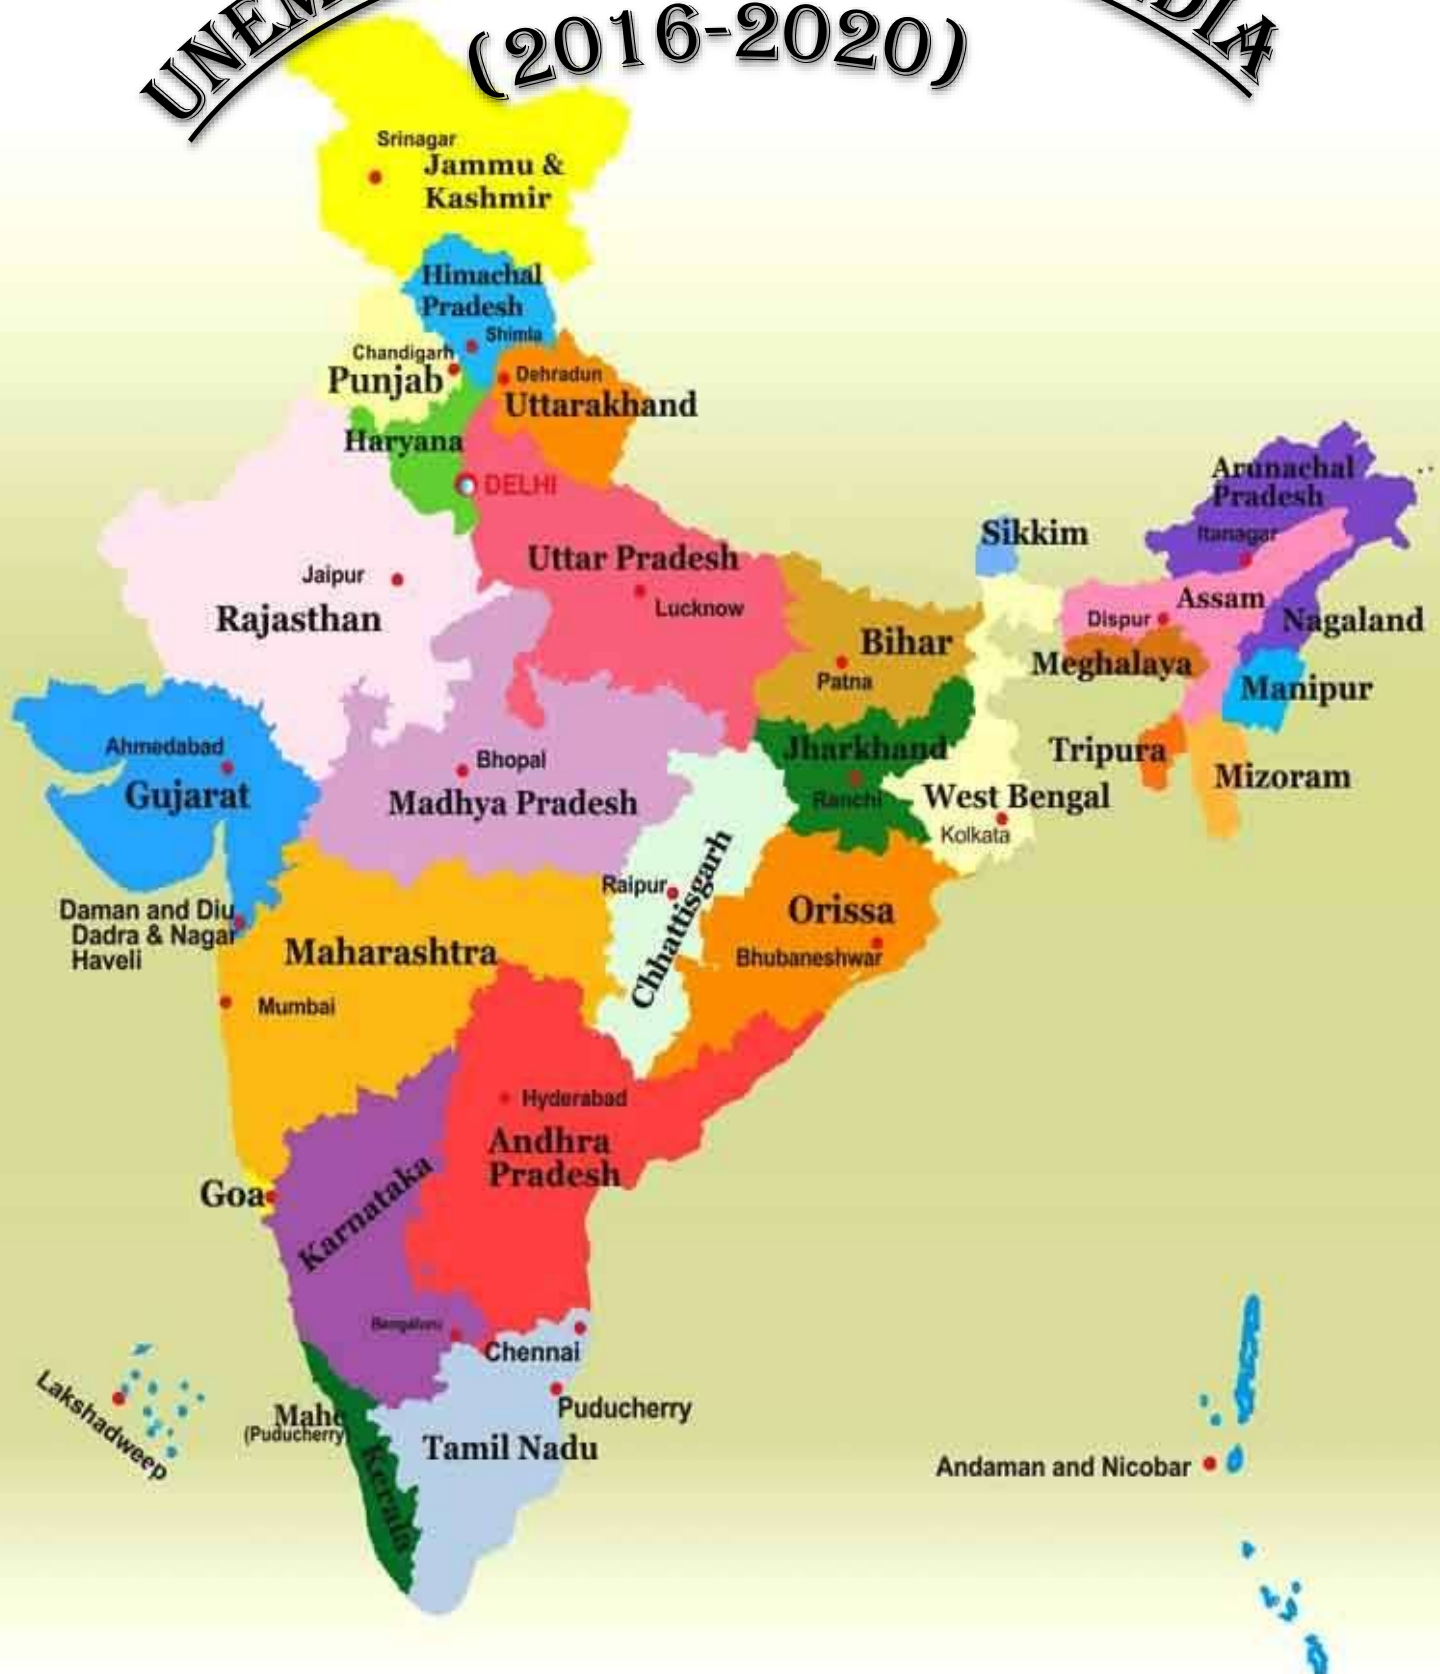 (2016-2020)
Srinagar
Jammu &
Kashmir
Himachal
Pradesh
Shimla
Chandigarh
Punjab
Dehradun
Uttarakhand
Haryana
DELHI
Arunachal
Pradesh
Itanagar
Sikkim
Uttar Pradesh
Lucknow
Jaipur
Rajasthan
Assam
Dispur
Nagaland
Bihar
Patna
Meghalaya
Manipur
Ahmedabad
Gujarat
Bhopal
Madhya Pradesh
Jharkhand
Ranchi
Tripura
Mizoram
West Bengal
Kolkata
Raipur
Chhattisgarh
Orissa
Bhubaneshwar
Daman and Diu
Dadra & Nagar
Haveli
Maharashtra
Mumbai
Hyderabad
Andhra
Pradesh
Goa
Karnataka
Bengaluru
Chennai
Puducherry
Lakshadweep
Mahe
(Puducherry)
Kerala
Tamil Nadu
Andaman and Nicobar